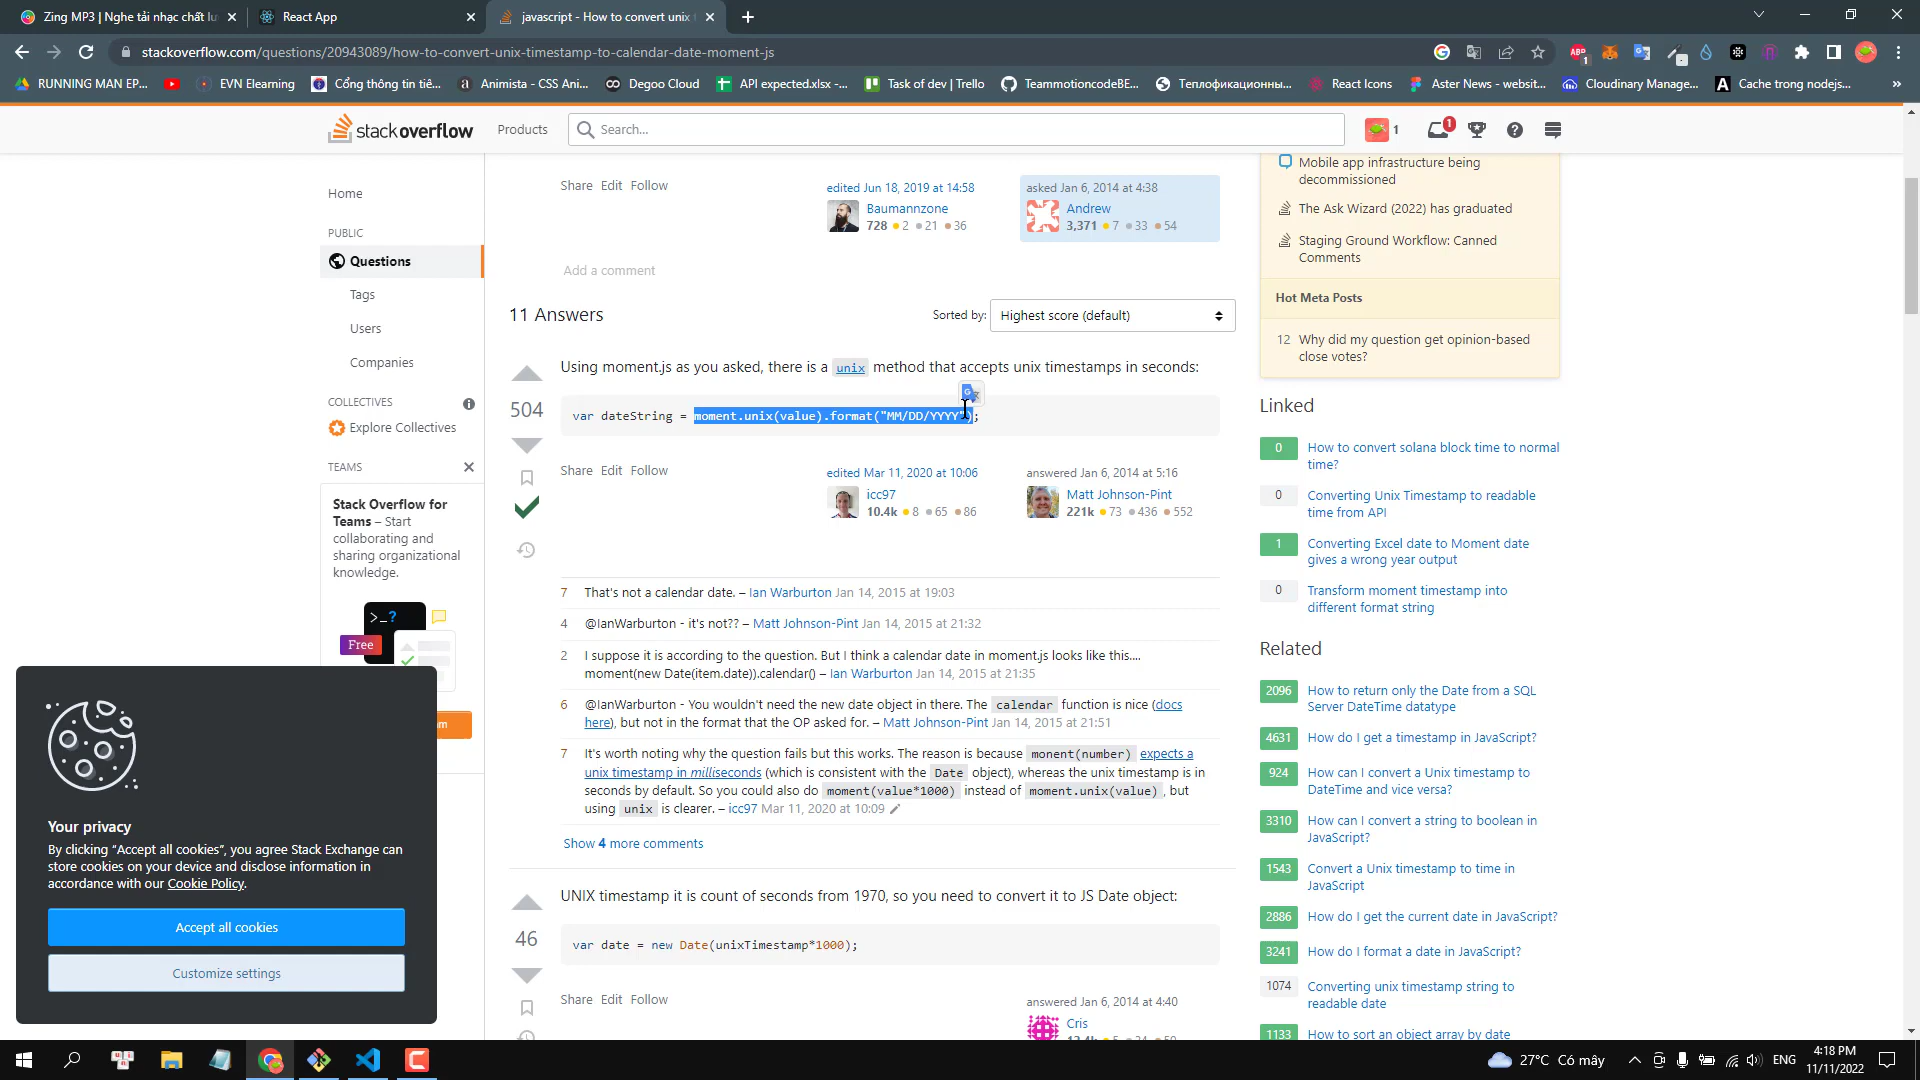 Zing MP3 | Nghe tải nhạc chất lư
React App
javascript - How to convert unix t
stackoverflow.com/questions/20943089/how-to-convert-unix-timestamp-to-calendar-date-moment-js
RUNNING MAN EP...
EVN Elearning
Cổng thông tin tiê...
Animista - CSS Ani...
Degoo Cloud
API expected.xlsx -...
Task of dev | Trello
TeammotioncodeBE...
Теплофикационны...
React Icons
Aster News - websit...
Cloudinary Manage...
Cache trong nodejs...
»
stackoverflow
Products
Search...
1
1
Home
PUBLIC
Questions
Tags
Users
Companies
COLLECTIVES
Explore Collectives
TEAMS
Stack Overflow for
Teams – Start
collaborating and
sharing organizational
knowledge.
>_?
Free
Share Edit Follow
edited Jun 18, 2019 at 14:58
Baumannzone
728 2 21 36
asked Jan 6, 2014 at 4:38
Andrew
3,371 7 33 54
Add a comment
11 Answers
Sorted by:
Highest score (default)
504
Using moment.js as you asked, there is a unix method that accepts unix timestamps in seconds:
var dateString = moment.unix(value).format("MM/DD/YYYY");
Share Edit Follow
edited Mar 11, 2020 at 10:06
icc97
10.4k 8 65 86
answered Jan 6, 2014 at 5:16
Matt Johnson-Pint
221k 73 436 552
7 That's not a calendar date. – Ian Warburton Jan 14, 2015 at 19:03
4 @IanWarburton - it's not?? – Matt Johnson-Pint Jan 14, 2015 at 21:32
2 I suppose it is according to the question. But I think a calendar date in moment.js looks like this....
moment(new Date(item.date)).calendar() – Ian Warburton Jan 14, 2015 at 21:35
6 @IanWarburton - You wouldn't need the new date object in there. The calendar function is nice (docs
here), but not in the format that the OP asked for. – Matt Johnson-Pint Jan 14, 2015 at 21:51
7 It's worth noting why the question fails but this works. The reason is because monent(number) expects a
unix timestamp in milliseconds (which is consistent with the Date object), whereas the unix timestamp is in
seconds by default. So you could also do moment(value*1000) instead of moment.unix(value), but
using unix is clearer. – icc97 Mar 11, 2020 at 10:09
Show 4 more comments
46
UNIX timestamp it is count of seconds from 1970, so you need to convert it to JS Date object:
var date = new Date(unixTimestamp*1000);
Share Edit Follow
answered Jan 6, 2014 at 4:40
Cris
Mobile app infrastructure being
decommissioned
The Ask Wizard (2022) has graduated
Staging Ground Workflow: Canned
Comments
Hot Meta Posts
12 Why did my question get opinion-based
close votes?
Linked
0 How to convert solana block time to normal
time?
0 Converting Unix Timestamp to readable
time from API
1 Converting Excel date to Moment date
gives a wrong year output
0 Transform moment timestamp into
different format string
Related
2096 How to return only the Date from a SQL
Server DateTime datatype
4631 How do I get a timestamp in JavaScript?
924 How can I convert a Unix timestamp to
DateTime and vice versa?
3310 How can I convert a string to boolean in
JavaScript?
1543 Convert a Unix timestamp to time in
JavaScript
2886 How do I get the current date in JavaScript?
3241 How do I format a date in JavaScript?
1074 Converting unix timestamp string to
readable date
1133 How to sort an object array by date
Your privacy
By clicking “Accept all cookies”, you agree Stack Exchange can
store cookies on your device and disclose information in
accordance with our Cookie Policy.
Accept all cookies
Customize settings
27°C Có mây
ENG
4:18 PM
11/11/2022